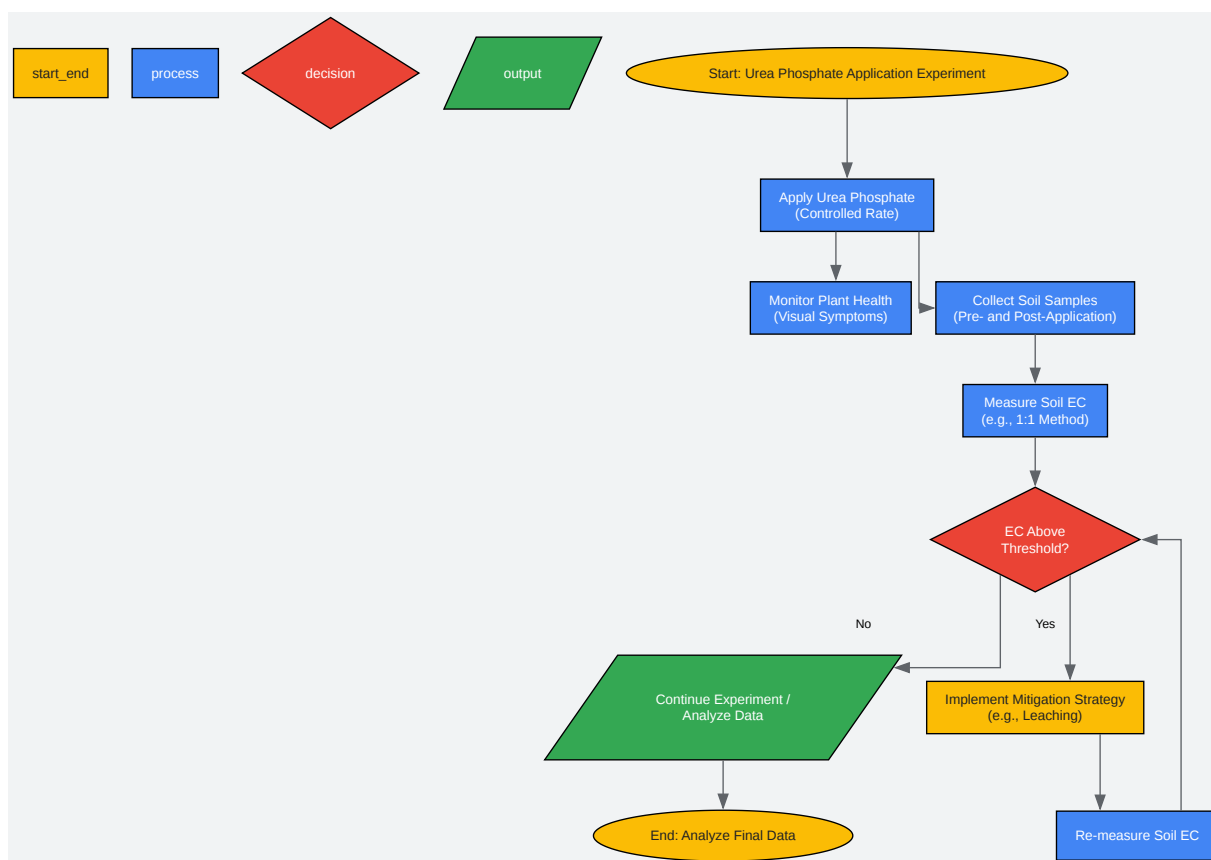 start_end
process
decision
output
Start: Urea Phosphate Application Experiment
Apply Urea Phosphate
(Controlled Rate)
Monitor Plant Health
(Visual Symptoms)
Collect Soil Samples
(Pre- and Post-Application)
Measure Soil EC
(e.g., 1:1 Method)
EC Above
Threshold?
No
Yes
Continue Experiment /
Analyze Data
Implement Mitigation Strategy
(e.g., Leaching)
End: Analyze Final Data
Re-measure Soil EC